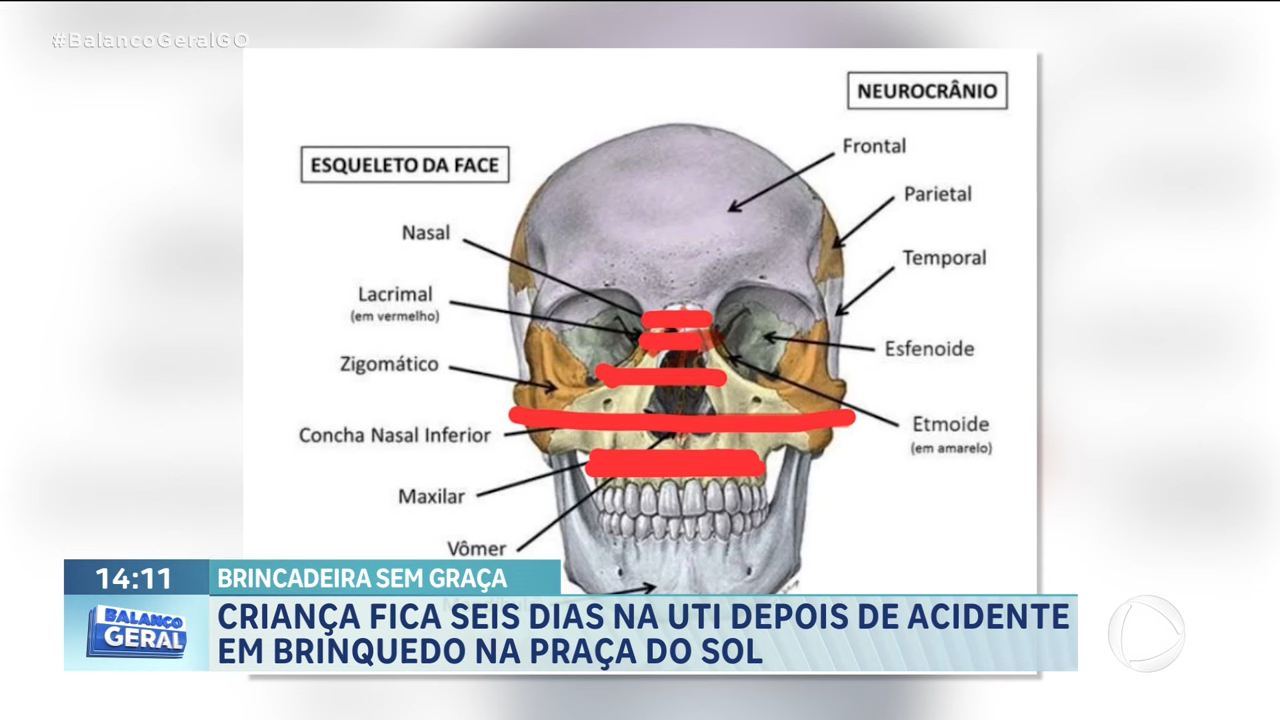 #BalancoGeralGO
NEUROCRÂNIO
ESQUELETO DA FACE
Frontal
Parietal
Nasal
Temporal
Lacrimal
(em vermelho)
Esfenoide
Zigomático
Etmoide
(em amarelo)
Concha Nasal Inferior
Maxilar
Vômer
14:11
BRINCADEIRA SEM GRAÇA
BALANÇO
GERAL
CRIANÇA FICA SEIS DIAS NA UTI DEPOIS DE ACIDENTE
EM BRINQUEDO NA PRAÇA DO SOL